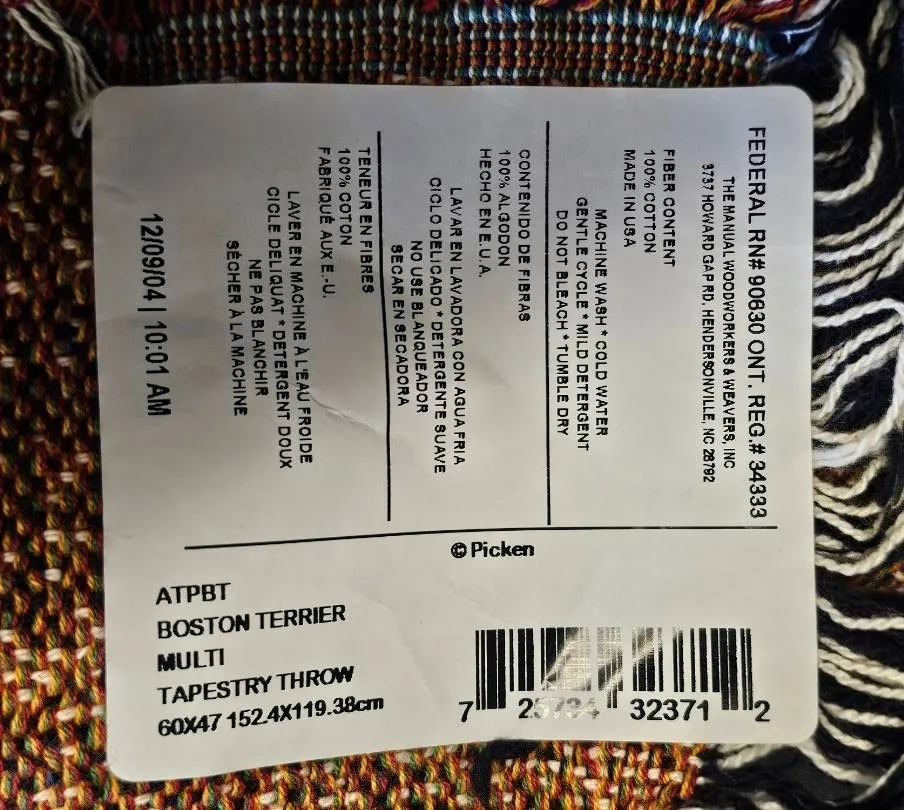 FEDERAL RN# 90630 ONT. REG.# 34333
THE MANUAL WOODWORKERS & WEAVERS, INC
3737 HOWARD GAP RD, HENDERSONVILLE, NC 28792
FIBER CONTENT
100% COTTON
MADE IN USA
MACHINE WASH * COLD WATER
GENTLE CYCLE * MILD DETERGENT
DO NOT BLEACH * TUMBLE DRY
CONTENIDO DE FIBRAS
100% ALGODON
HECHO EN E.U.A.
LAVAR EN LAVADORA CON AGUA FRIA
CICLO DELICADO * DETERGENTE SUAVE
NO USE BLANQUEADOR
SECAR EN SECADORA
TENEUR EN FIBRES
100% COTON
FABRIQUÉ AUX E.-U.
LAVER EN MACHINE À L'EAU FROIDE
CICLE DELIQUAT * DETERGENT DOUX
NE PAS BLANCHIR
SÉCHER À LA MACHINE
12/09/04 | 10:01 AM
© Picken
ATPBT
BOSTON TERRIER
MULTI
TAPESTRY THROW
60X47 152.4X119.38cm
7 25734 32371 2